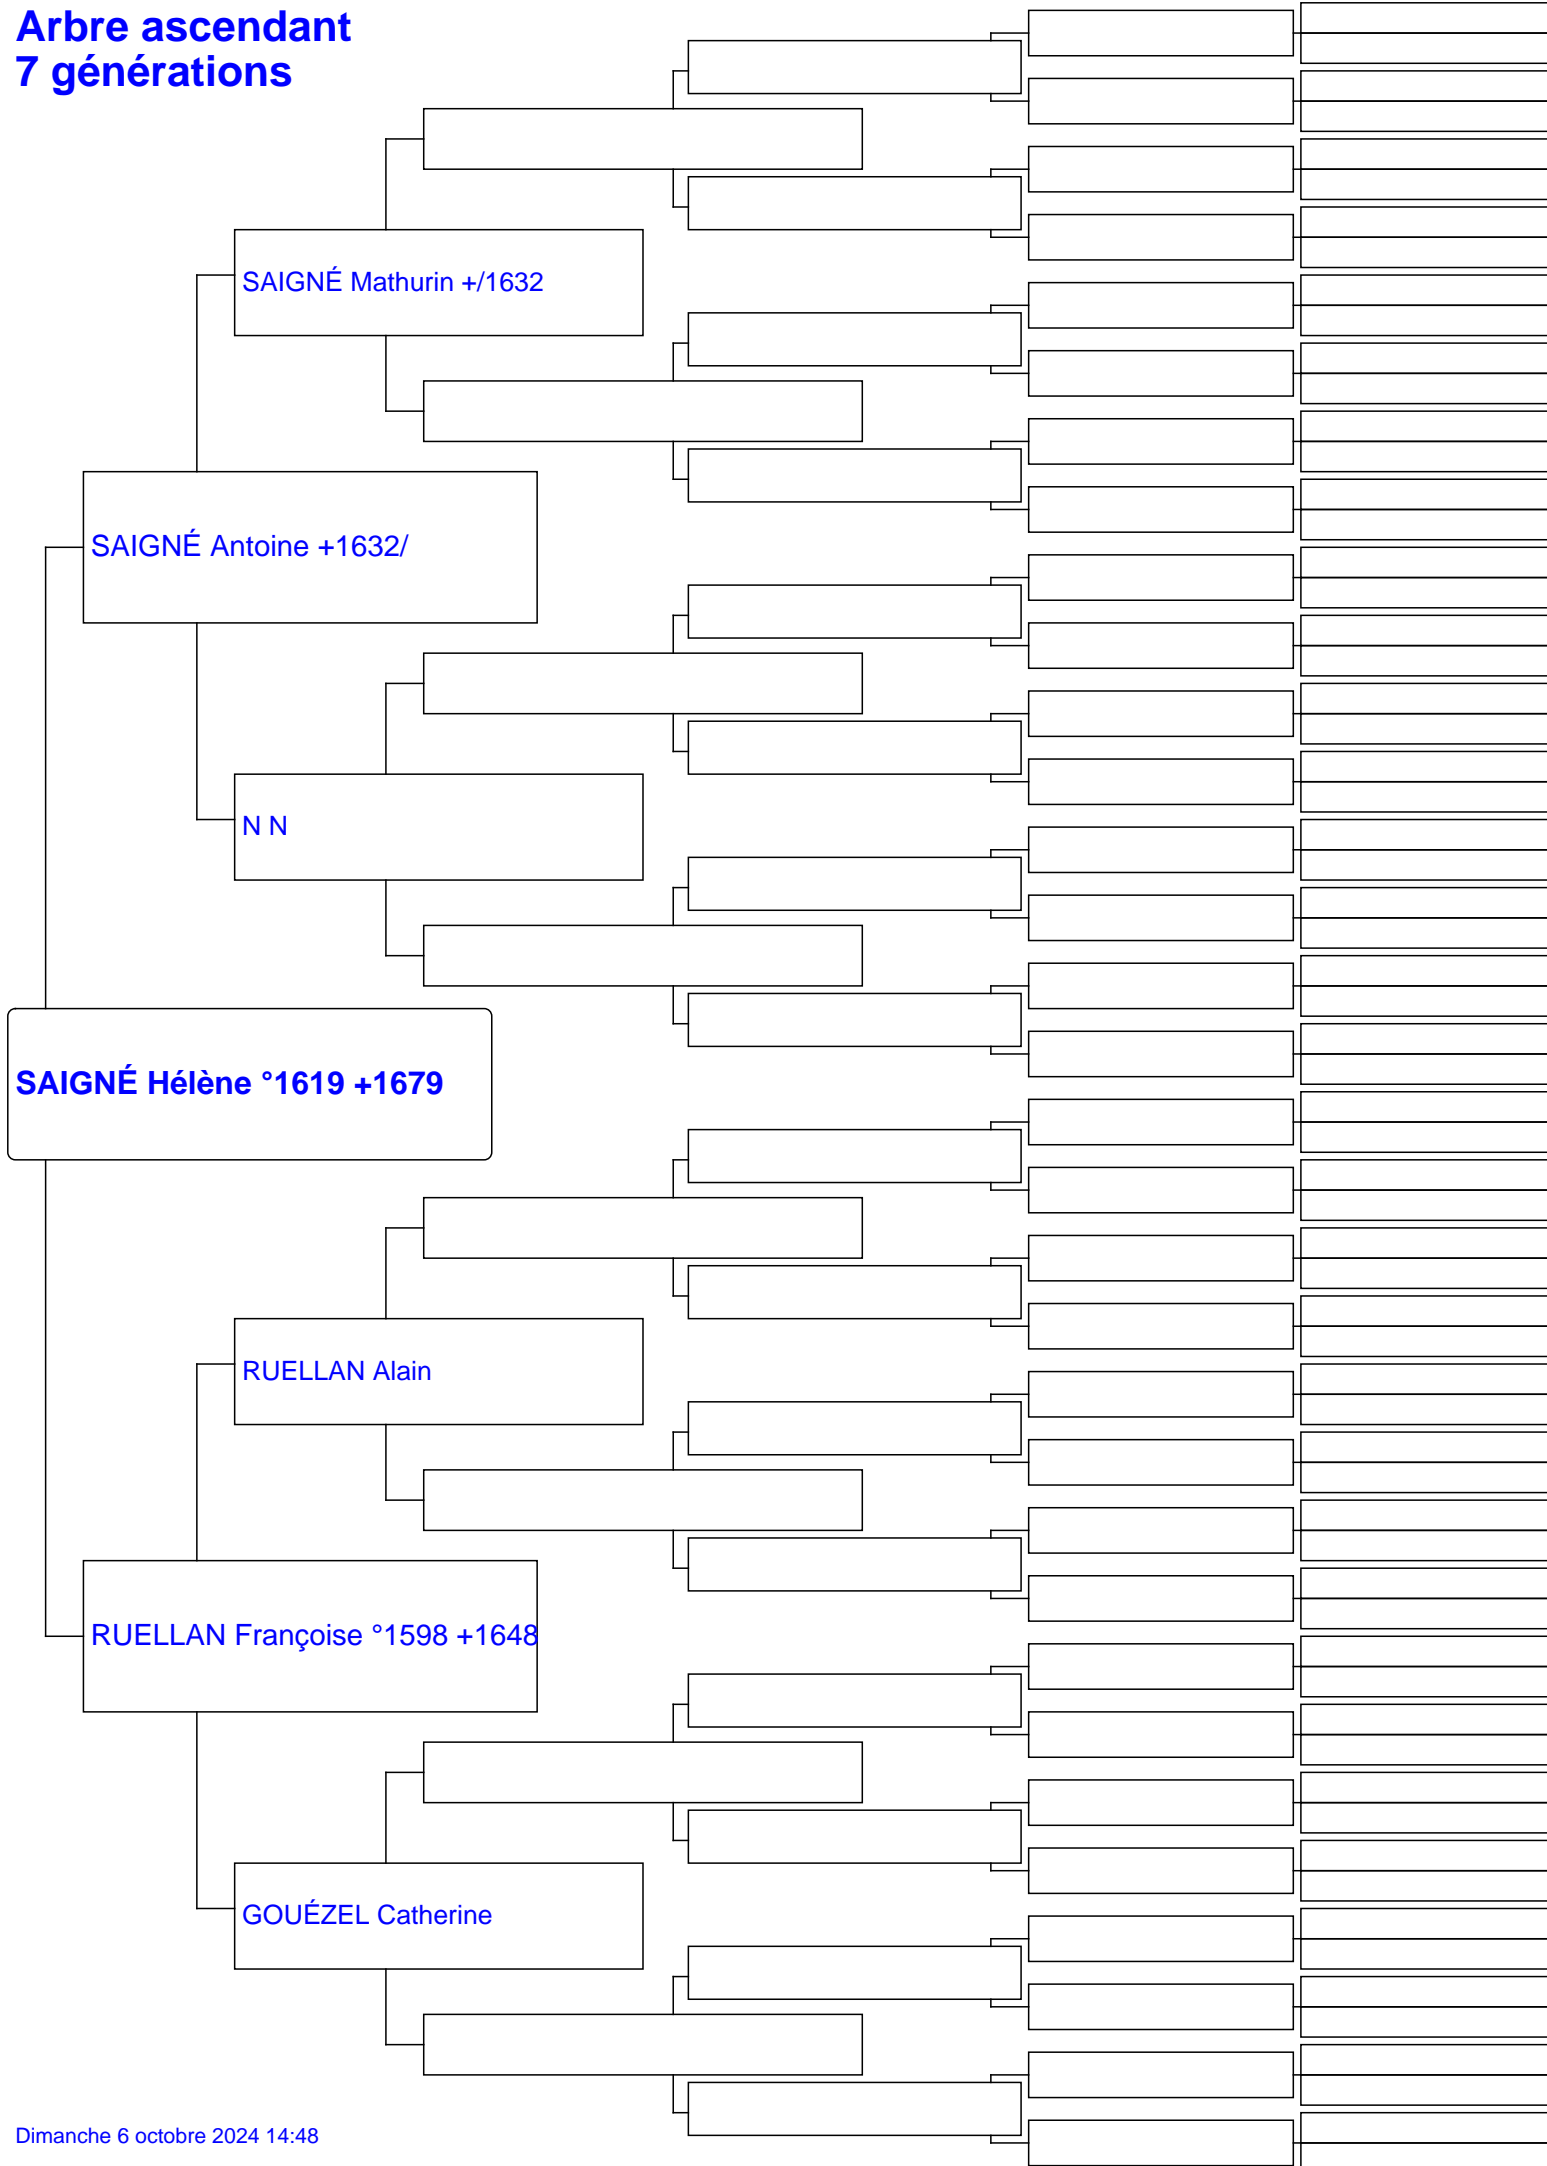 Arbre ascendant
7 générations
SAIGNÉ Mathurin +/1632
SAIGNÉ Antoine +1632/
N N
SAIGNÉ Hélène °1619 +1679
RUELLAN Alain
RUELLAN Françoise °1598 +1648
GOUÉZEL Catherine
Dimanche 6 octobre 2024 14:48